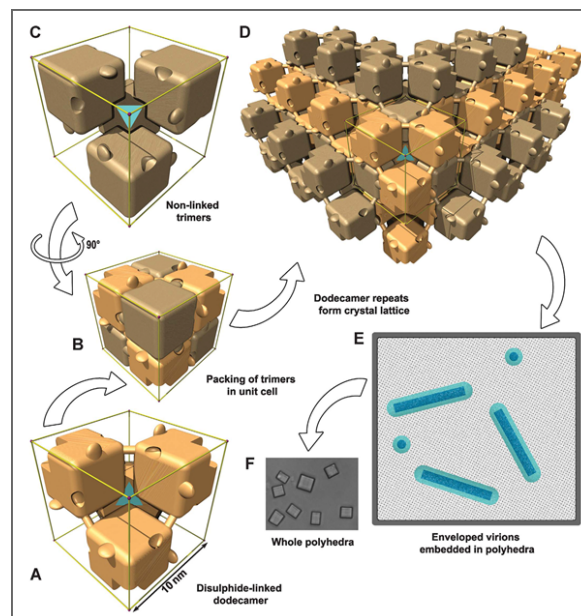 C
D
Non-linked
trimers
90°
B
Packing of trimers
in unit cell
Dodecamer repeats
form crystal lattice
E
F
Whole polyhedra
Enveloped virions
embedded in polyhedra
A
10 nm
Disulphide-linked
dodecamer